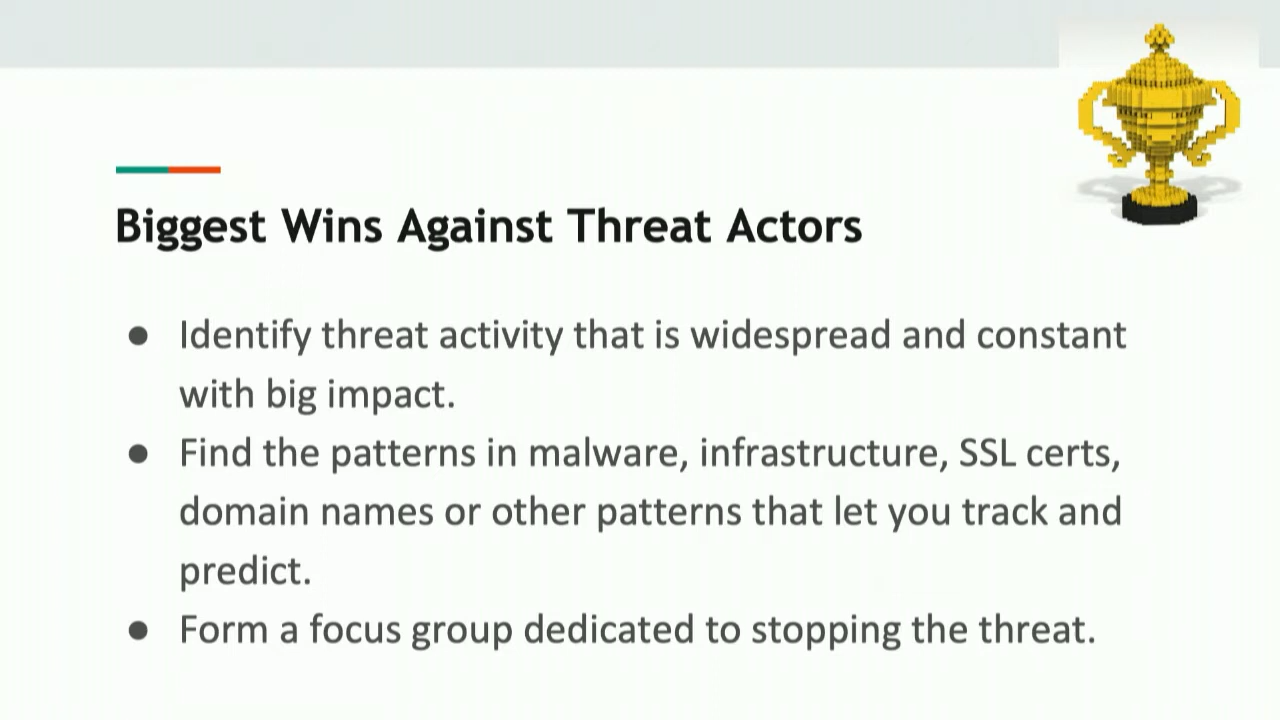 Biggest Wins Against Threat Actors
● Identify threat activity that is widespread and constant
with big impact.
● Find the patterns in malware, infrastructure, SSL certs,
domain names or other patterns that let you track and
predict.
● Form a focus group dedicated to stopping the threat.